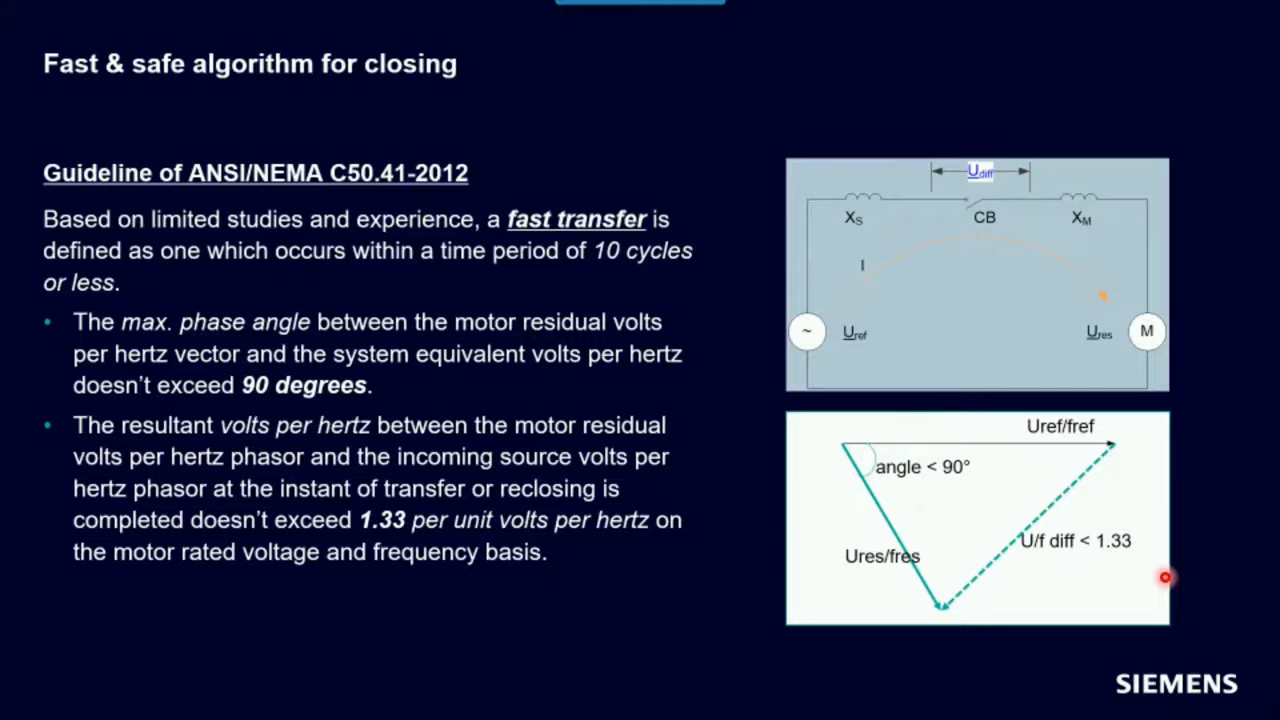 Fast & safe algorithm for closing
Guideline of ANSI/NEMA C50.41-2012
Based on limited studies and experience, a fast transfer is
defined as one which occurs within a time period of 10 cycles
or less.
• The max. phase angle between the motor residual volts
per hertz vector and the system equivalent volts per hertz
doesn't exceed 90 degrees.
• The resultant volts per hertz between the motor residual
volts per hertz phasor and the incoming source volts per
hertz phasor at the instant of transfer or reclosing is
completed doesn't exceed 1.33 per unit volts per hertz on
the motor rated voltage and frequency basis.
Udiff
XS CB XM
I
~ Uref Ures M
Uref/fref
angle < 90°
U/f diff < 1.33
Ures/fres
SIEMENS